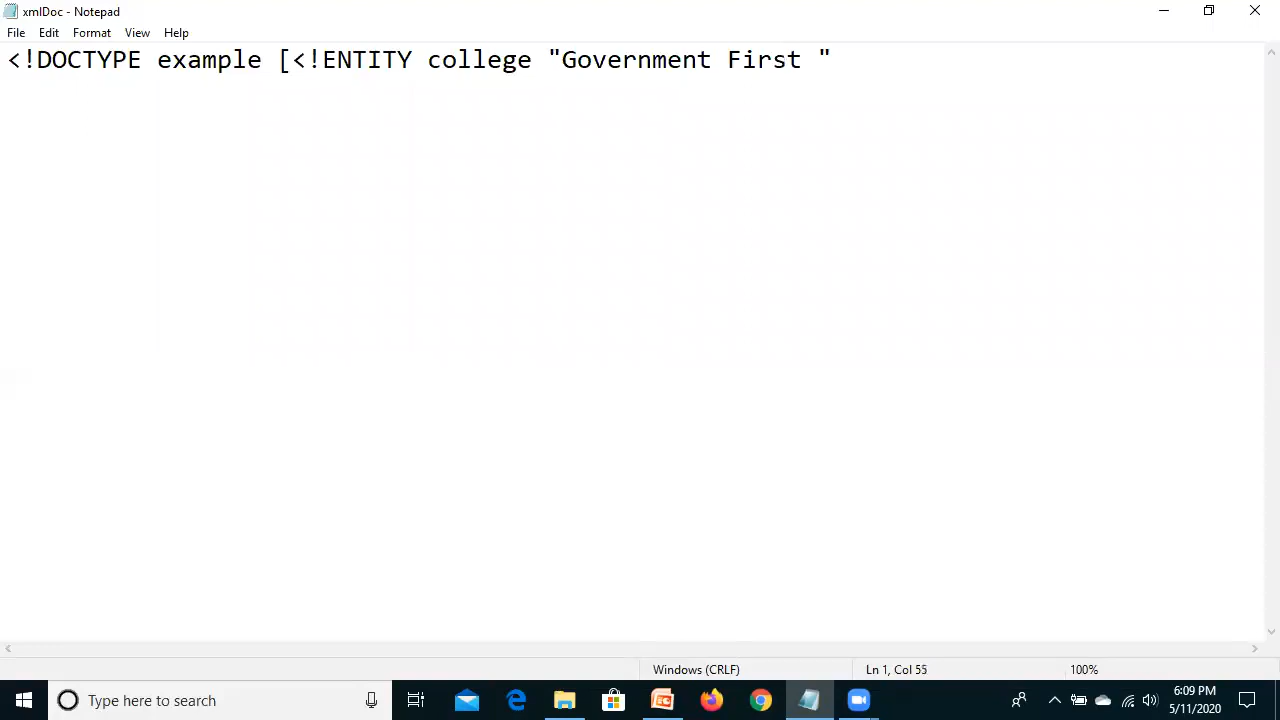 xmlDoc - Notepad
File Edit Format View Help
<!DOCTYPE example [<!ENTITY college "Government First "
Windows (CRLF) Ln 1, Col 55 100%
Type here to search
6:09 PM
5/11/2020